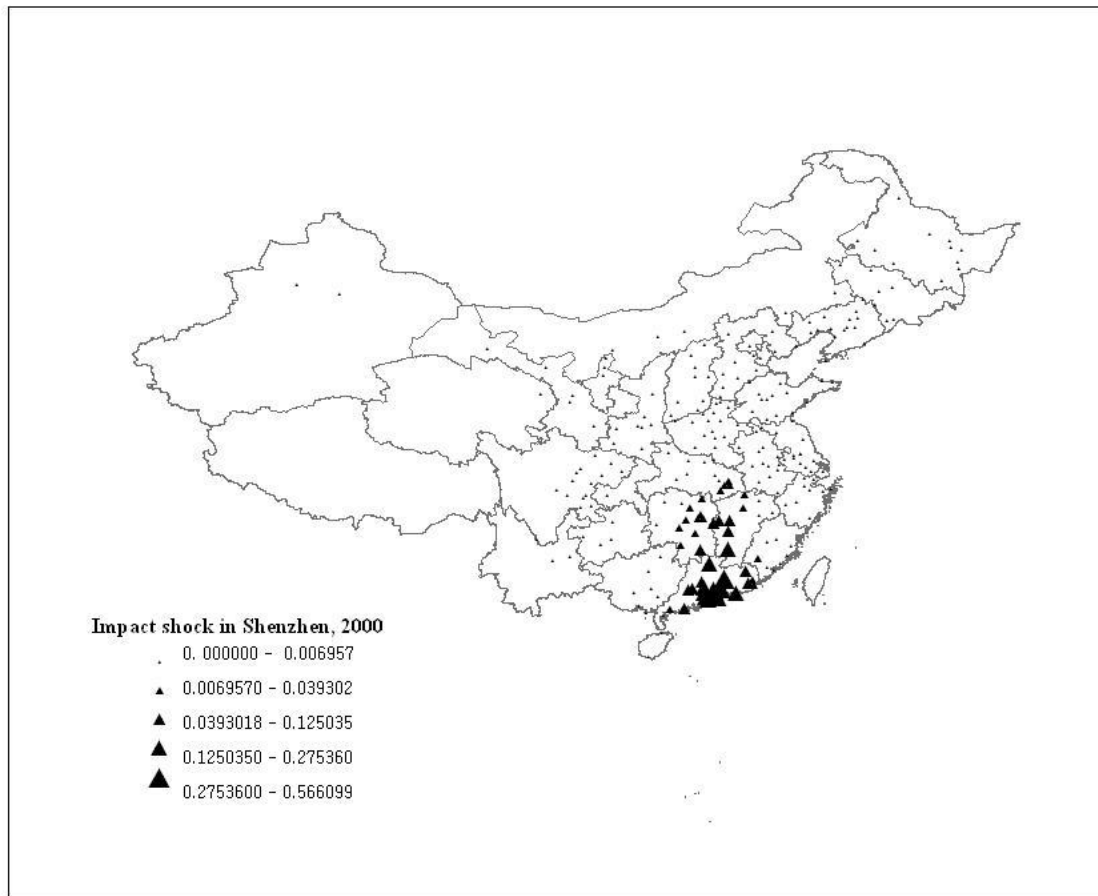 Impact shock in Shenzhen, 2000
0. 000000 - 0. 006957
0.0069570 - 0.039302
0.0393018 - 0.125035
0.1250350 - 0.275360
0.2753600 - 0.566099